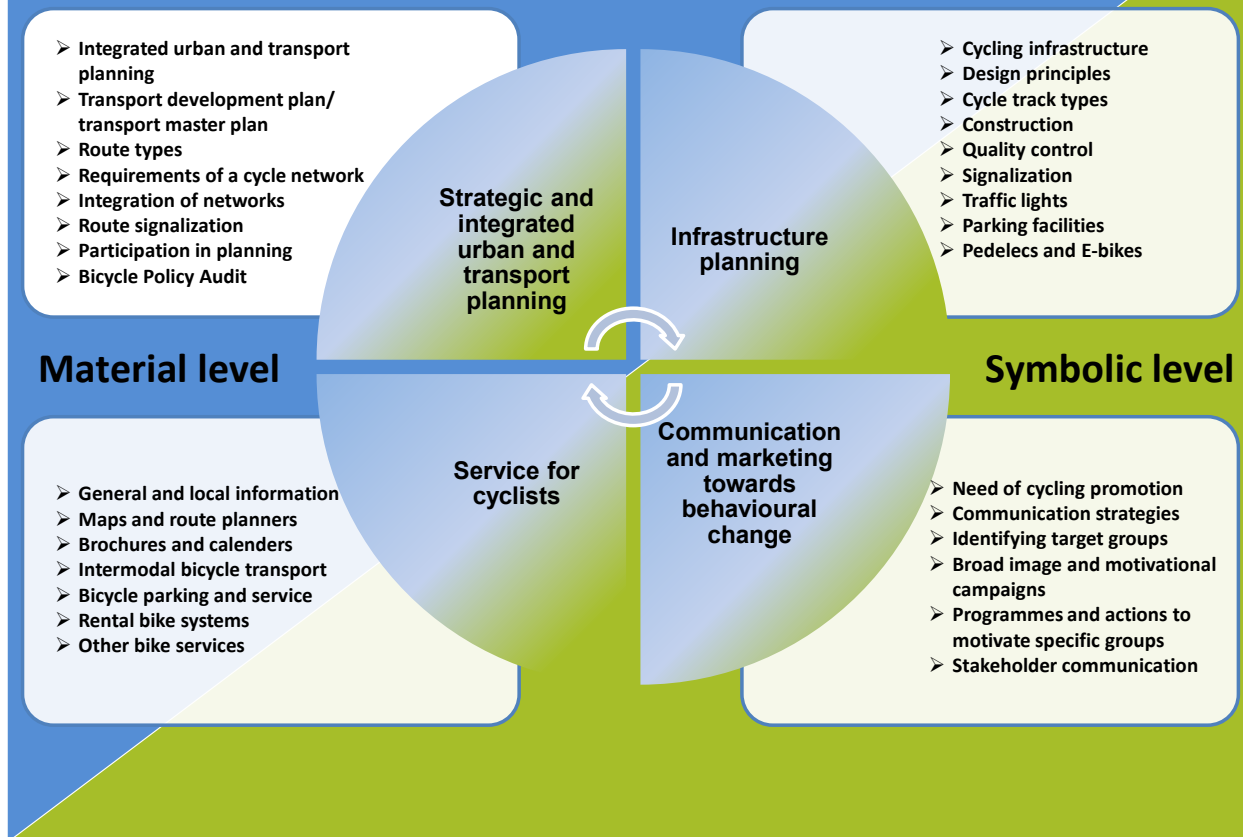 ➢ Integrated urban and transport
planning
➢ Transport development plan/
transport master plan
➢ Route types
➢ Requirements of a cycle network
➢ Integration of networks
➢ Route signalization
➢ Participation in planning
➢ Bicycle Policy Audit
Strategic and
integrated
urban and
transport
planning
Infrastructure
planning
➢ Cycling infrastructure
➢ Design principles
➢ Cycle track types
➢ Construction
➢ Quality control
➢ Signalization
➢ Traffic lights
➢ Parking facilities
➢ Pedelecs and E-bikes
Material level
Symbolic level
➢ General and local information
➢ Maps and route planners
➢ Brochures and calenders
➢ Intermodal bicycle transport
➢ Bicycle parking and service
➢ Rental bike systems
➢ Other bike services
Service for
cyclists
Communication
and marketing
towards
behavioural
change
➢ Need of cycling promotion
➢ Communication strategies
➢ Identifying target groups
➢ Broad image and motivational
campaigns
➢ Programmes and actions to
motivate specific groups
➢ Stakeholder communication